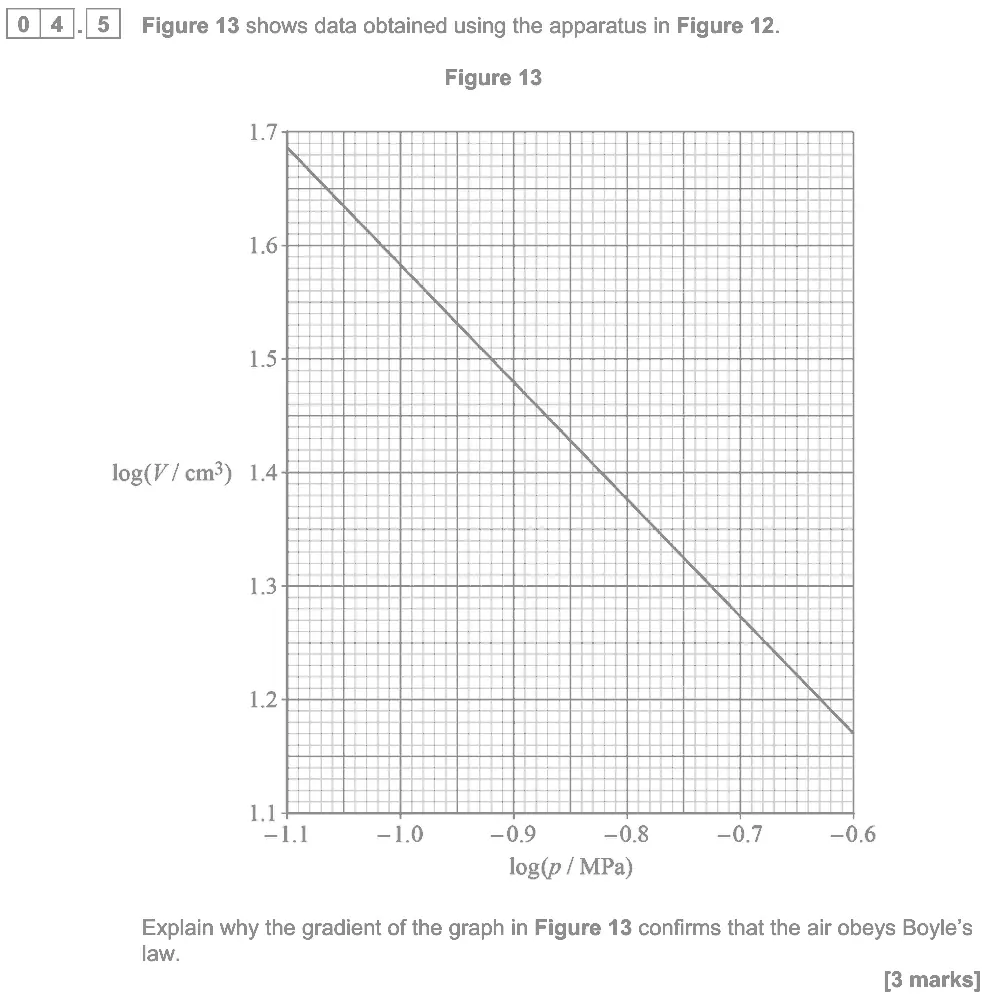 0 4 . 5 Figure 13 shows data obtained using the apparatus in Figure 12.
Figure 13
1.7
1.6
1.5
log(V / cm³) 1.4
1.3
1.2
1.1
−1.1 −1.0 −0.9 −0.8 −0.7 −0.6
log(p / MPa)
Explain why the gradient of the graph in Figure 13 confirms that the air obeys Boyle’s
law.
[3 marks]